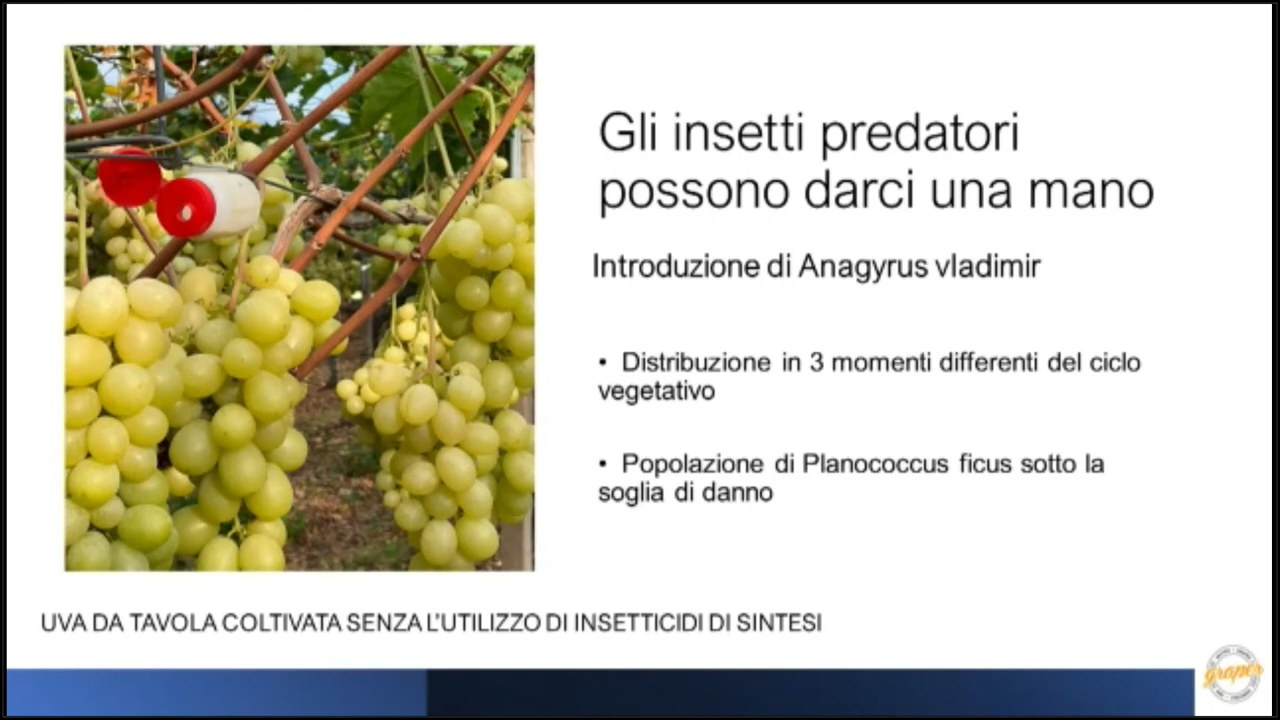 Gli insetti predatori
possono darci una mano
Introduzione di Anagyrus vladimir
• Distribuzione in 3 momenti differenti del ciclo
vegetativo
• Popolazione di Planococcus ficus sotto la
soglia di danno
UVA DA TAVOLA COLTIVATA SENZA L'UTILIZZO DI INSETTICIDI DI SINTESI
graper